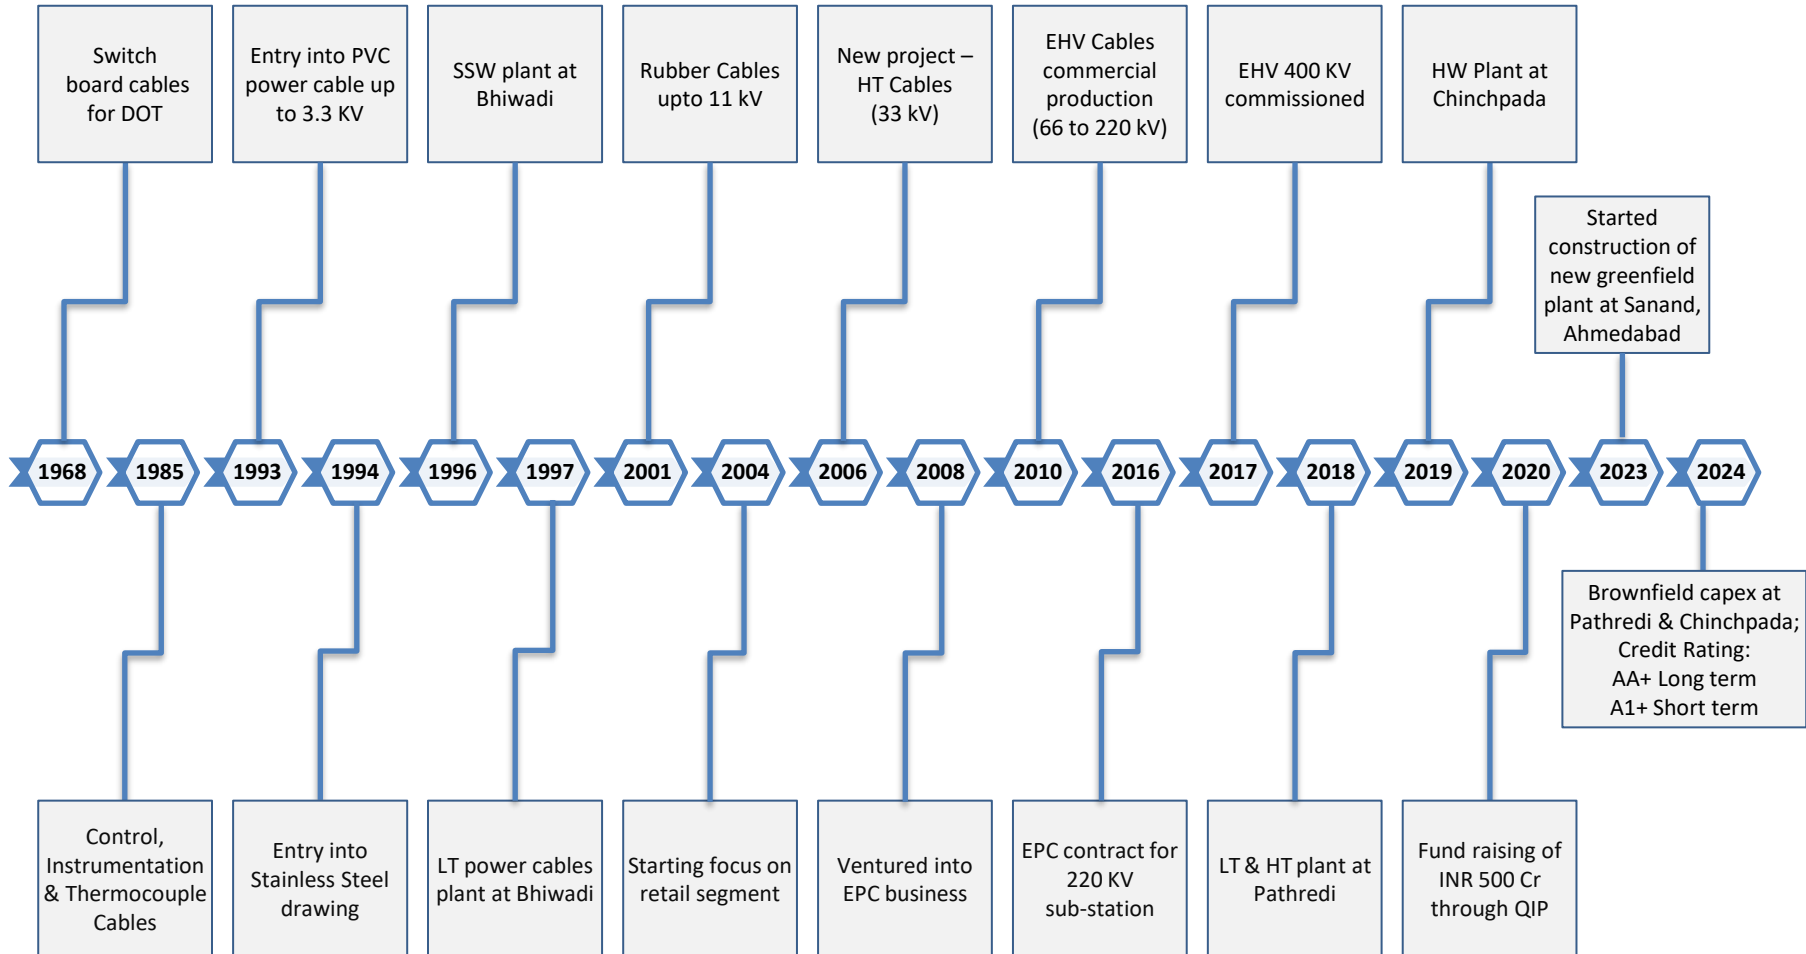 Switch
board cables
for DOT
Entry into PVC
power cable up
to 3.3 KV
SSW plant at
Bhiwadi
Rubber Cables
upto 11 kV
New project –
HT Cables
(33 kV)
EHV Cables
commercial
production
(66 to 220 kV)
EHV 400 KV
commissioned
HW Plant at
Chinchpada
Started
construction of
new greenfield
plant at Sanand,
Ahmedabad
1968
1985
1993
1994
1996
1997
2001
2004
2006
2008
2010
2016
2017
2018
2019
2020
2023
2024
Brownfield capex at
Pathredi & Chinchpada;
Credit Rating:
AA+ Long term
A1+ Short term
Control,
Instrumentation
& Thermocouple
Cables
Entry into
Stainless Steel
drawing
LT power cables
plant at Bhiwadi
Starting focus on
retail segment
Ventured into
EPC business
EPC contract for
220 KV
sub-station
LT & HT plant at
Pathredi
Fund raising of
INR 500 Cr
through QIP